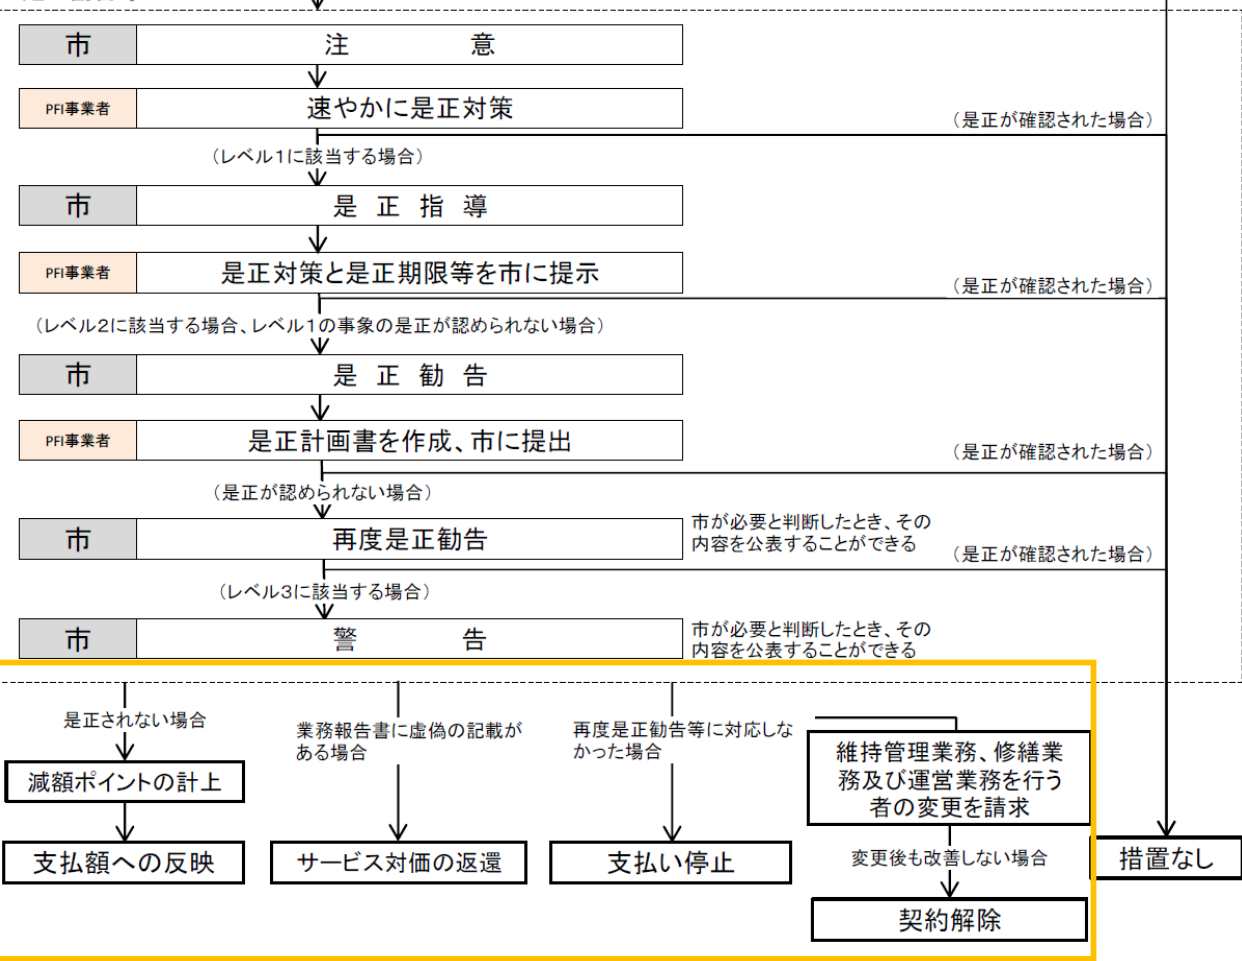 市
注 意
PFI事業者
速やかに是正対策
（是正が確認された場合）
（レベル1に該当する場合）
市
是 正 指 導
PFI事業者
是正対策と是正期限等を市に提示
（是正が確認された場合）
（レベル2に該当する場合、レベル1の事象の是正が認められない場合）
市
是 正 勧 告
PFI事業者
是正計画書を作成、市に提出
（是正が確認された場合）
（是正が認められない場合）
市
再度是正勧告
市が必要と判断したとき、その
内容を公表することができる
（是正が確認された場合）
（レベル3に該当する場合）
市
警 告
市が必要と判断したとき、その
内容を公表することができる
是正されない場合
減額ポイントの計上
支払額への反映
業務報告書に虚偽の記載が
ある場合
サービス対価の返還
再度是正勧告等に対応しな
かった場合
支払い停止
維持管理業務、修繕業
務及び運営業務を行う
者の変更を請求
変更後も改善しない場合
契約解除
措置なし